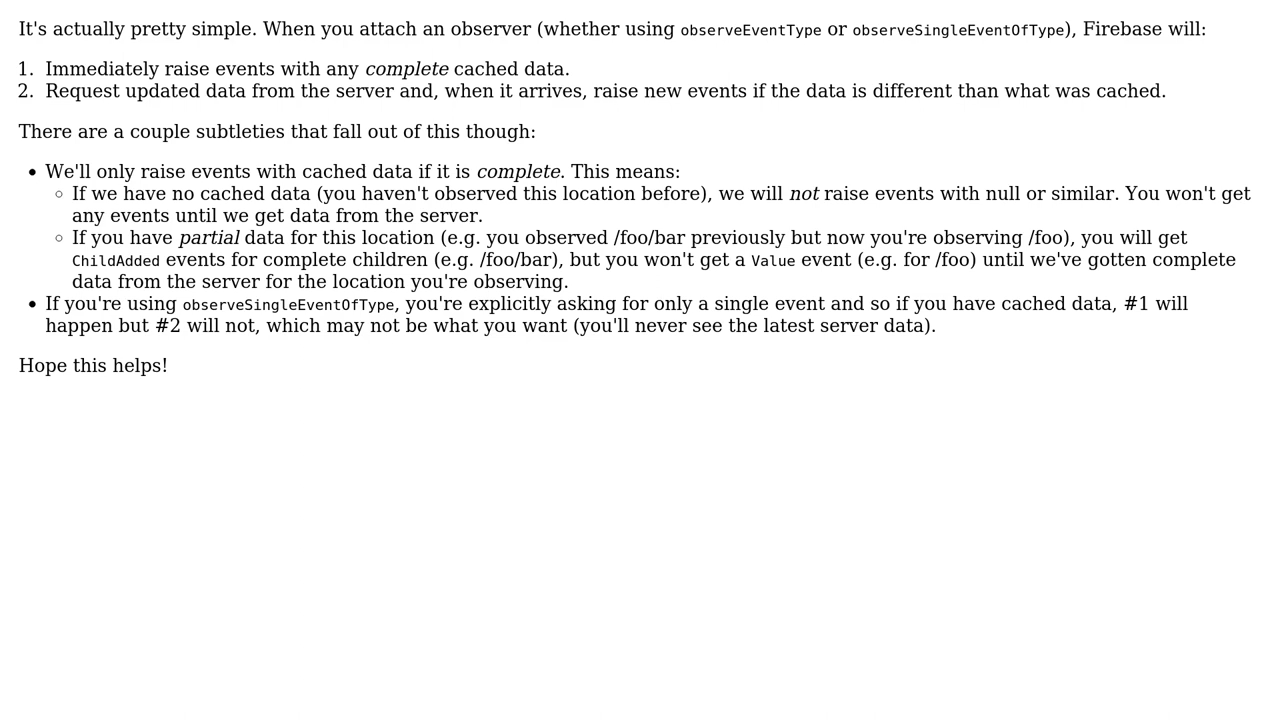 It's actually pretty simple. When you attach an observer (whether using observeEventType or observeSingleEventOfType), Firebase will:
1. Immediately raise events with any complete cached data.
2. Request updated data from the server and, when it arrives, raise new events if the data is different than what was cached.
There are a couple subtleties that fall out of this though:
• We'll only raise events with cached data if it is complete. This means:
◦ If we have no cached data (you haven't observed this location before), we will not raise events with null or similar. You won't get
any events until we get data from the server.
◦ If you have partial data for this location (e.g. you observed /foo/bar previously but now you're observing /foo), you will get
ChildAdded events for complete children (e.g. /foo/bar), but you won't get a Value event (e.g. for /foo) until we've gotten complete
data from the server for the location you're observing.
• If you're using observeSingleEventOfType, you're explicitly asking for only a single event and so if you have cached data, #1 will
happen but #2 will not, which may not be what you want (you'll never see the latest server data).
Hope this helps!